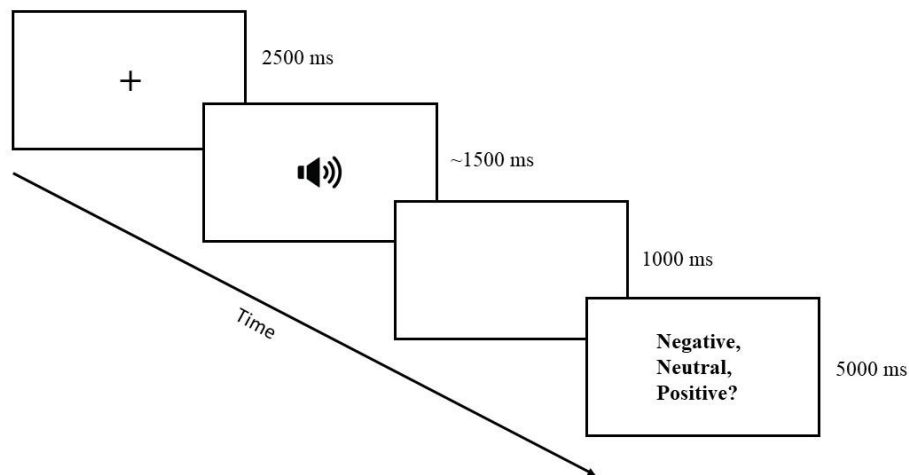 +
2500 ms
~1500 ms
1000 ms
Time
Negative,
Neutral,
Positive?
5000 ms